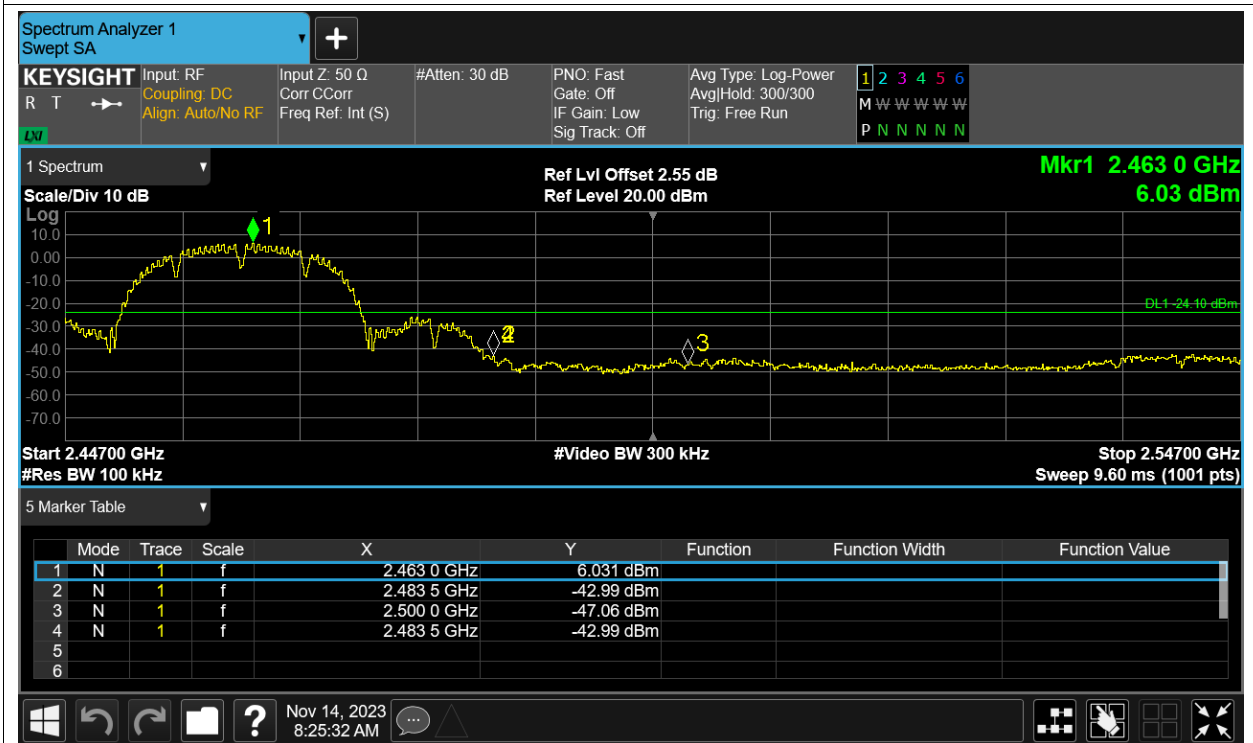 Spectrum Analyzer 1
Swept SA
KEYSIGHT
R T
LXI
Input: RF
Coupling: DC
Align: Auto/No RF
Input Z: 50 Ω
Corr CCorr
Freq Ref: Int (S)
#Atten: 30 dB
PNO: Fast
Gate: Off
IF Gain: Low
Sig Track: Off
Avg Type: Log-Power
Avg|Hold: 300/300
Trig: Free Run
1 2 3 4 5 6
M W W W W W
P N N N N N
1 Spectrum
Scale/Div 10 dB
Ref Lvl Offset 2.55 dB
Ref Level 20.00 dBm
Mkr1 2.463 0 GHz
6.03 dBm
Log
10.0
0.00
-10.0
-20.0
-30.0
-40.0
-50.0
-60.0
-70.0
1
3
DL1 -24.10 dBm
Start 2.44700 GHz
#Res BW 100 kHz
#Video BW 300 kHz
Stop 2.54700 GHz
Sweep 9.60 ms (1001 pts)
5 Marker Table
Mode Trace Scale X Y Function Function Width Function Value
1 N 1 f 2.463 0 GHz 6.031 dBm
2 N 1 f 2.483 5 GHz -42.99 dBm
3 N 1 f 2.500 0 GHz -47.06 dBm
4 N 1 f 2.483 5 GHz -42.99 dBm
5
6
?
Nov 14, 2023
8:25:32 AM